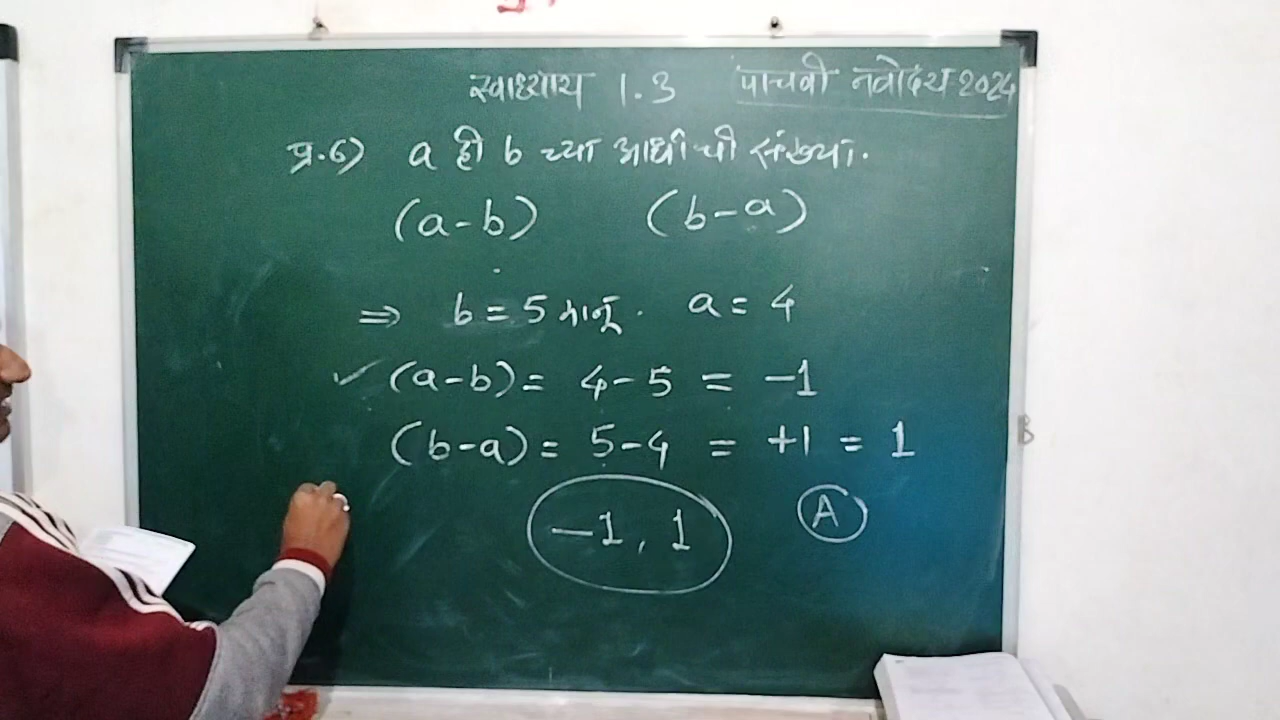 स्वाध्याय 1.3 पाचवी नवोदय 2024
प्र.6) a ही b च्या आधीची संख्या.
(a-b) (b-a)
⇒ b = 5 मानू. a = 4
✓ (a-b) = 4-5 = -1
(b-a) = 5-4 = +1 = 1
-1, 1 A